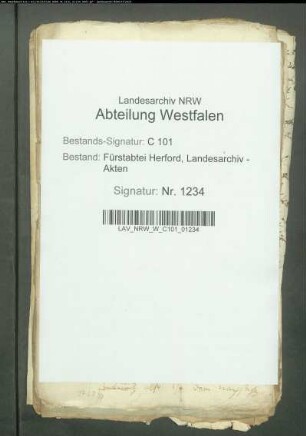 Landesarchiv NRW
Abteilung Westfalen
Bestands-Signatur: C 101
Bestand: Fürstabtei Herford, Landesarchiv -
Akten
Signatur: Nr. 1234
LAV_NRW_W_C101_01234